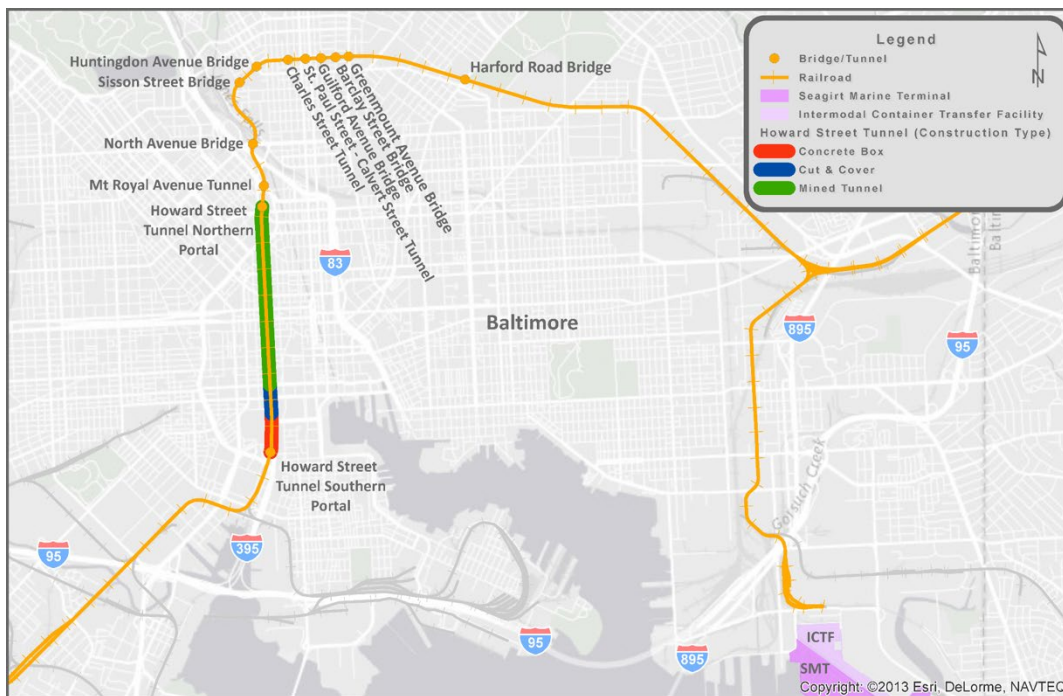 Legend
Bridge/Tunnel
Railroad
Seagirt Marine Terminal
Intermodal Container Transfer Facility
Howard Street Tunnel (Construction Type)
Concrete Box
Cut & Cover
Mined Tunnel
N
Huntingdon Avenue Bridge
Sisson Street Bridge
North Avenue Bridge
Mt Royal Avenue Tunnel
Howard Street
Tunnel Northern
Portal
Greenmount Avenue Bridge
Barclay Street Bridge
Guilford Avenue Bridge
St. Paul Street - Calvert Street Tunnel
Charles Street Tunnel
Harford Road Bridge
83
Baltimore
895
95
Baltimo
Baltin
Gorsuch Creek
Howard Street
Tunnel Southern
Portal
95
395
95
895
ICTF
SMT
Copyright: ©2013 Esri, DeLorme, NAVTEQ